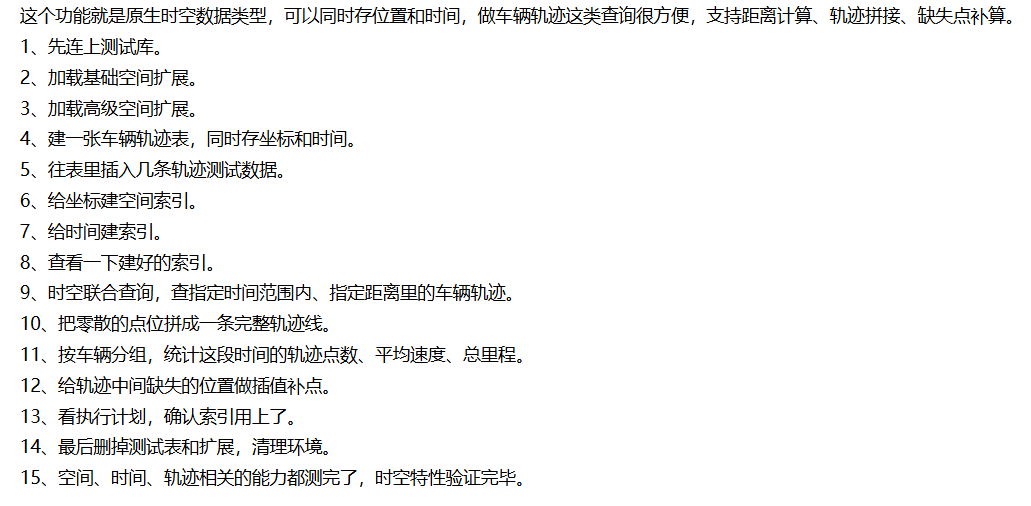 这个功能就是原生时空数据类型，可以同时存位置和时间，做车辆轨迹这类查询很方便，支持距离计算、轨迹拼接、缺失点补算。
1、先连上测试库。
2、加载基础空间扩展。
3、加载高级空间扩展。
4、建一张车辆轨迹表，同时存坐标和时间。
5、往表里插入几条轨迹测试数据。
6、给坐标建空间索引。
7、给时间建索引。
8、查看一下建好的索引。
9、时空联合查询，查指定时间范围内、指定距离里的车辆轨迹。
10、把零散的点位拼成一条完整轨迹线。
11、按车辆分组，统计这段时间的轨迹点数、平均速度、总里程。
12、给轨迹中间缺失的位置做插值补点。
13、看执行计划，确认索引用上了。
14、最后删掉测试表和扩展，清理环境。
15、空间、时间、轨迹相关的能力都测完了，时空特性验证完毕。